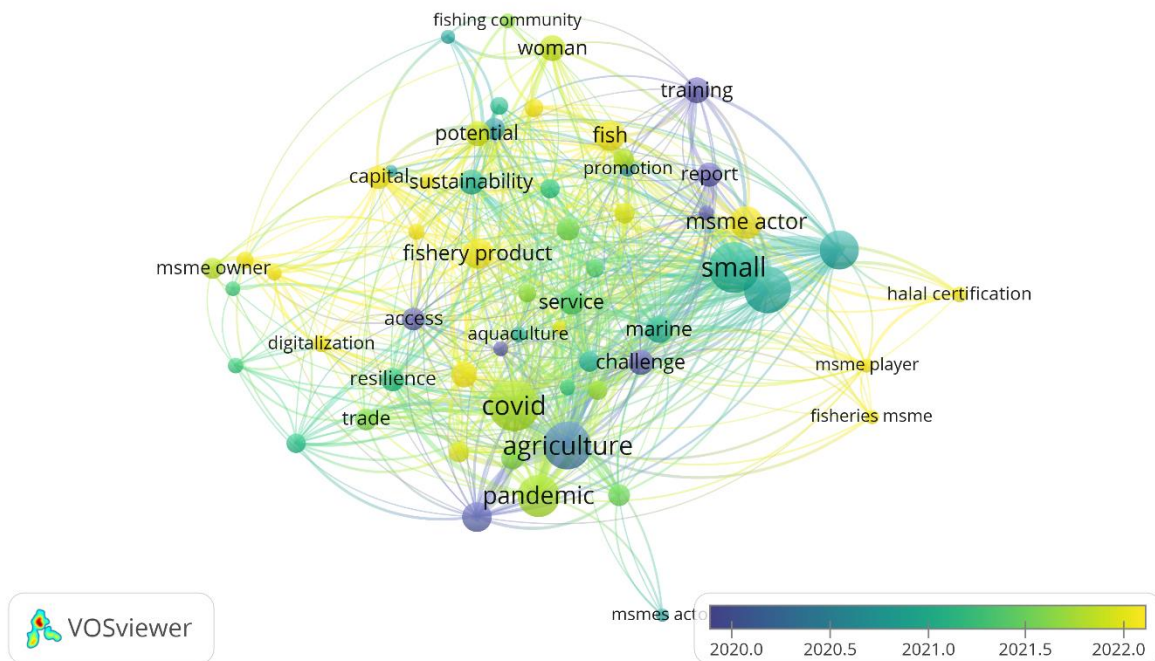 fishing community
woman
training
potential
fish
promotion
report
capital
sustainability
msme actor
fishery product
small
msme owner
halal certification
service
access
aquaculture
marine
digitalization
challenge
msme player
resilience
covid
trade
fisheries msme
agriculture
pandemic
msmes acto
VOSviewer
2020.0 2020.5 2021.0 2021.5 2022.0